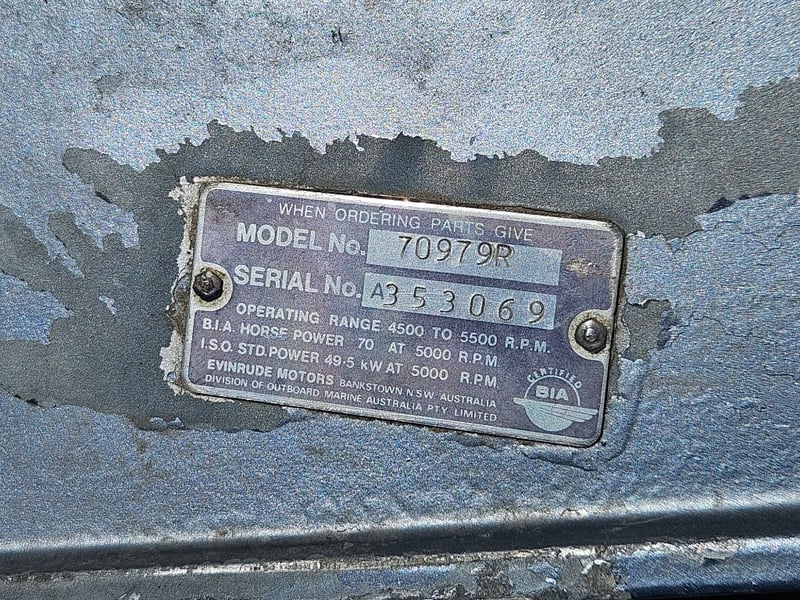 WHEN ORDERING PARTS GIVE
MODEL No. 70979R
SERIAL No. A353069
OPERATING RANGE 4500 TO 5500 R.P.M.
B.I.A. HORSE POWER 70 AT 5000 R.P.M.
I.S.O. STD. POWER 49.5 kW AT 5000 R.P.M.
EVINRUDE MOTORS BANKSTOWN N.S.W. AUSTRALIA
DIVISION OF OUTBOARD MARINE AUSTRALIA PTY LIMITED
CERTIFIED
BIA